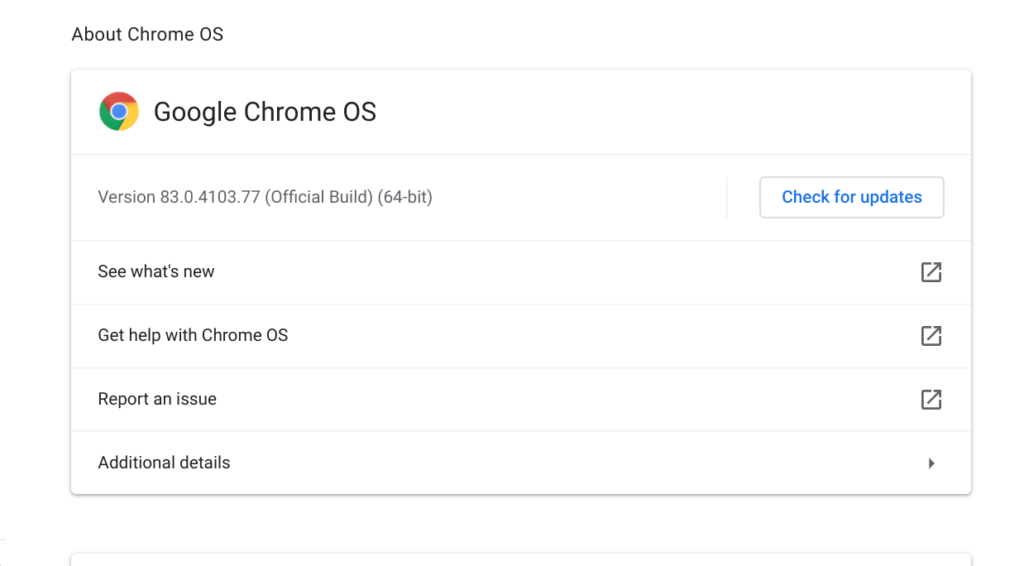 About Chrome OS
Google Chrome OS
Version 83.0.4103.77 (Official Build) (64-bit)
Check for updates
See what's new
Get help with Chrome OS
Report an issue
Additional details